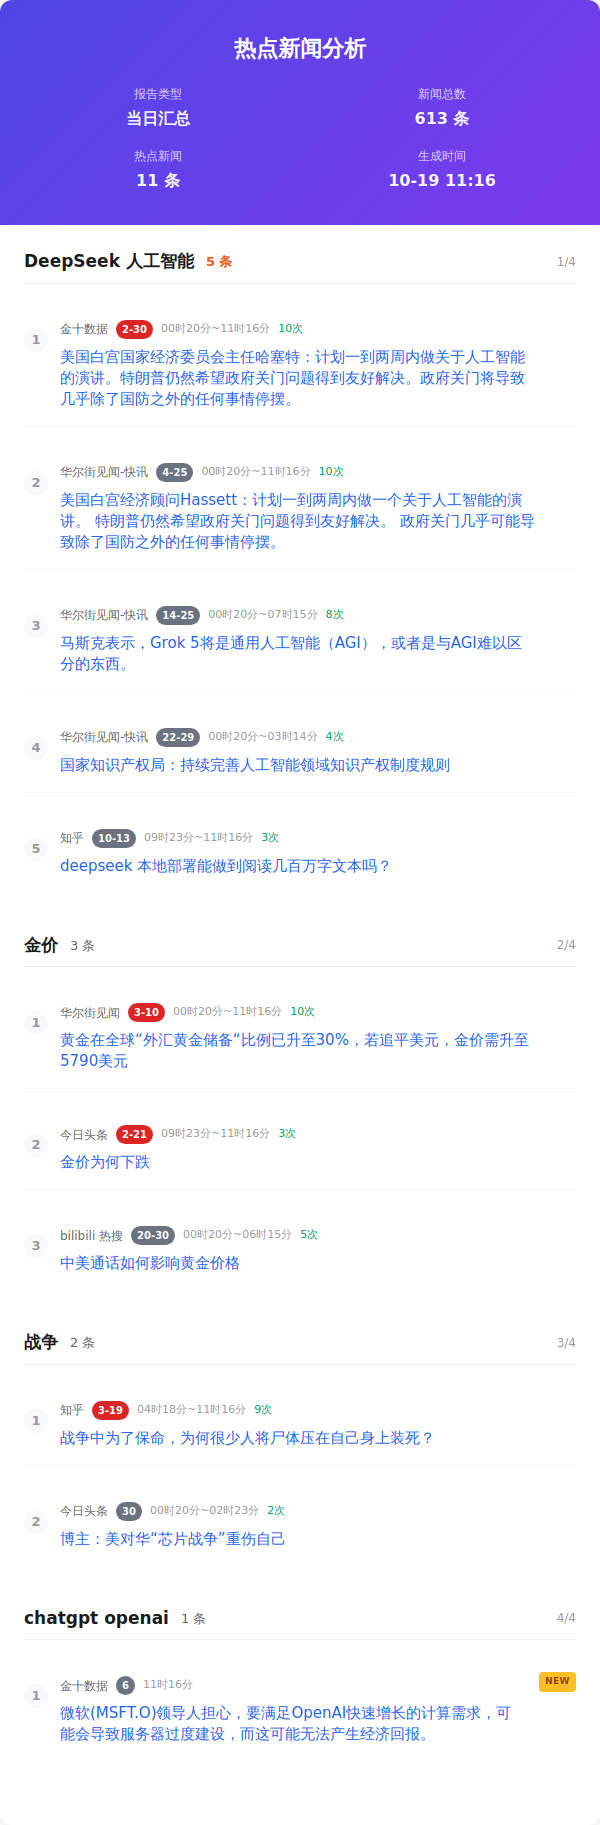 热点新闻分析
报告类型
新闻总数
当日汇总
613 条
热点新闻
生成时间
11 条
10-19 11:16
DeepSeek 人工智能 5 条 1/4
1
金十数据 2-30 00时20分~11时16分 10次
美国白宫国家经济委员会主任哈塞特：计划一到两周内做关于人工智能
的演讲。特朗普仍然希望政府关门问题得到友好解决。政府关门将导致
几乎除了国防之外的任何事情停摆。
2
华尔街见闻-快讯 4-25 00时20分~11时16分 10次
美国白宫经济顾问Hassett：计划一到两周内做一个关于人工智能的演
讲。 特朗普仍然希望政府关门问题得到友好解决。 政府关门几乎可能导
致除了国防之外的任何事情停摆。
3
华尔街见闻-快讯 14-25 00时20分~07时15分 8次
马斯克表示，Grok 5将是通用人工智能（AGI），或者是与AGI难以区
分的东西。
4
华尔街见闻-快讯 22-29 00时20分~03时14分 4次
国家知识产权局：持续完善人工智能领域知识产权制度规则
5
知乎 10-13 09时23分~11时16分 3次
deepseek 本地部署能做到阅读几百万字文本吗？
金价 3 条 2/4
1
华尔街见闻 3-10 00时20分~11时16分 10次
黄金在全球“外汇黄金储备“比例已升至30%，若追平美元，金价需升至
5790美元
2
今日头条 2-21 09时23分~11时16分 3次
金价为何下跌
3
bilibili 热搜 20-30 00时20分~06时15分 5次
中美通话如何影响黄金价格
战争 2 条 3/4
1
知乎 3-19 04时18分~11时16分 9次
战争中为了保命，为何很少人将尸体压在自己身上装死？
2
今日头条 30 00时20分~02时23分 2次
博主：美对华“芯片战争”重伤自己
chatgpt openai 1 条 4/4
1
金十数据 6 11时16分 NEW
微软(MSFT.O)领导人担心，要满足OpenAI快速增长的计算需求，可
能会导致服务器过度建设，而这可能无法产生经济回报。